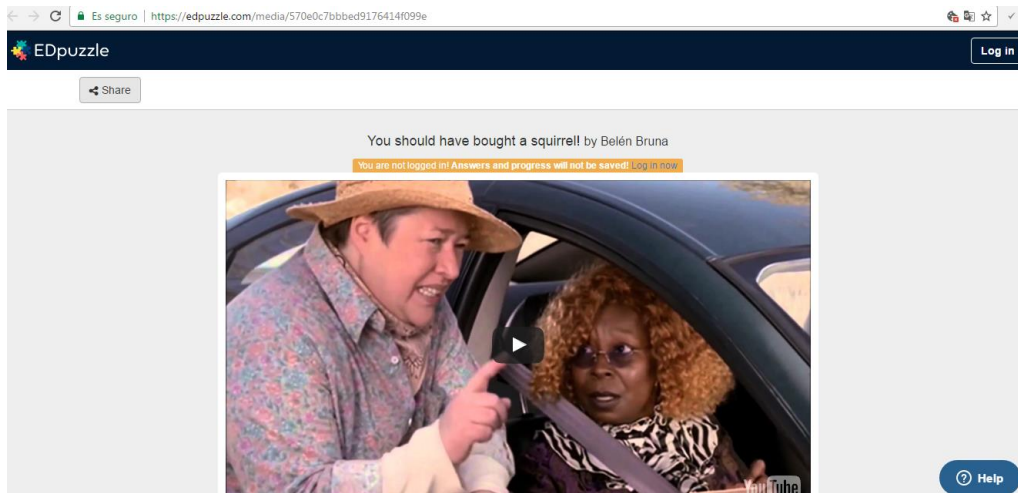 Es seguro | https://edpuzzle.com/media/570e0c7bbbed9176414f099e
EDpuzzle
Log in
Share
You should have bought a squirrel! by Belén Bruna
You are not logged in! Answers and progress will not be saved! Log in now
YouTube
Help